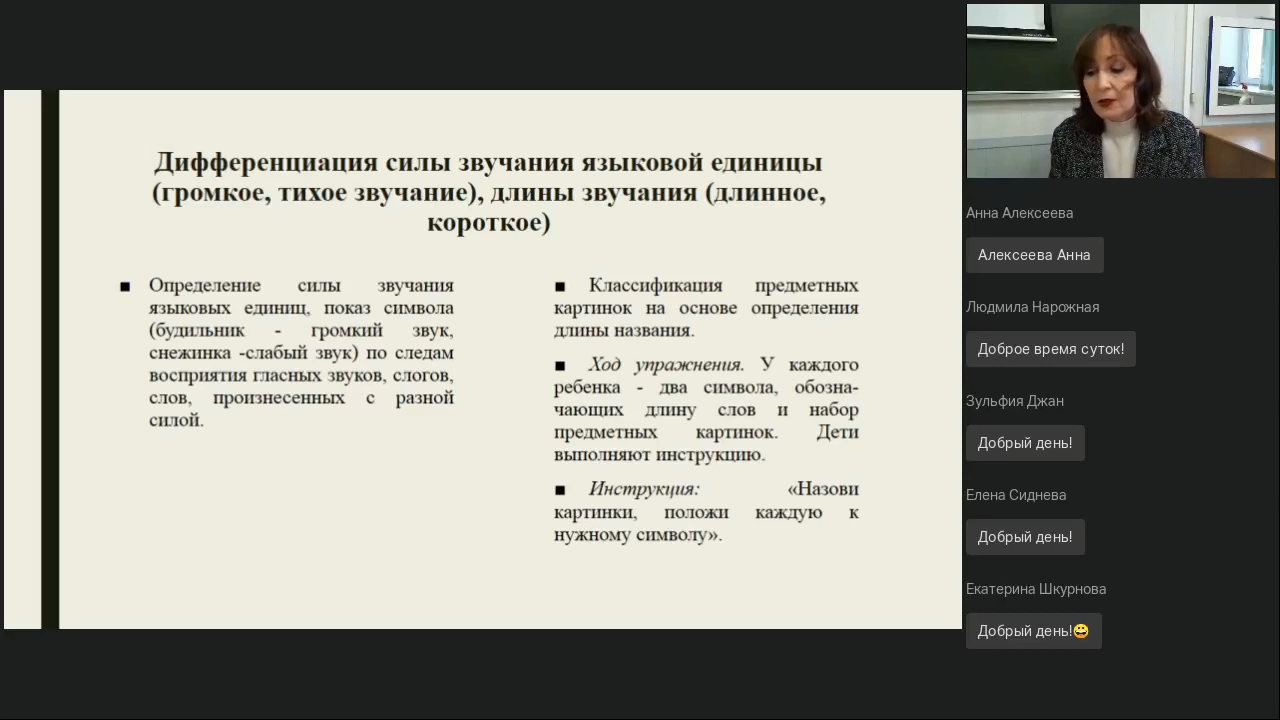 Дифференциация силы звучания языковой единицы
(громкое, тихое звучание), длины звучания (длинное,
короткое)
■ Определение силы звучания
языковых единиц, показ символа
(будильник - громкий звук,
снежинка -слабый звук) по следам
восприятия гласных звуков, слогов,
слов, произнесенных с разной
силой.
■ Классификация предметных
картинок на основе определения
длины названия.
■ Ход упражнения. У каждого
ребенка - два символа, обозна-
чающих длину слов и набор
предметных картинок. Дети
выполняют инструкцию.
■ Инструкция: «Назови
картинки, положи каждую к
нужному символу».
Анна Алексеева
Алексеева Анна
Людмила Нарожная
Доброе время суток!
Зульфия Джан
Добрый день!
Елена Сиднева
Добрый день!
Екатерина Шкурнова
Добрый день!😀